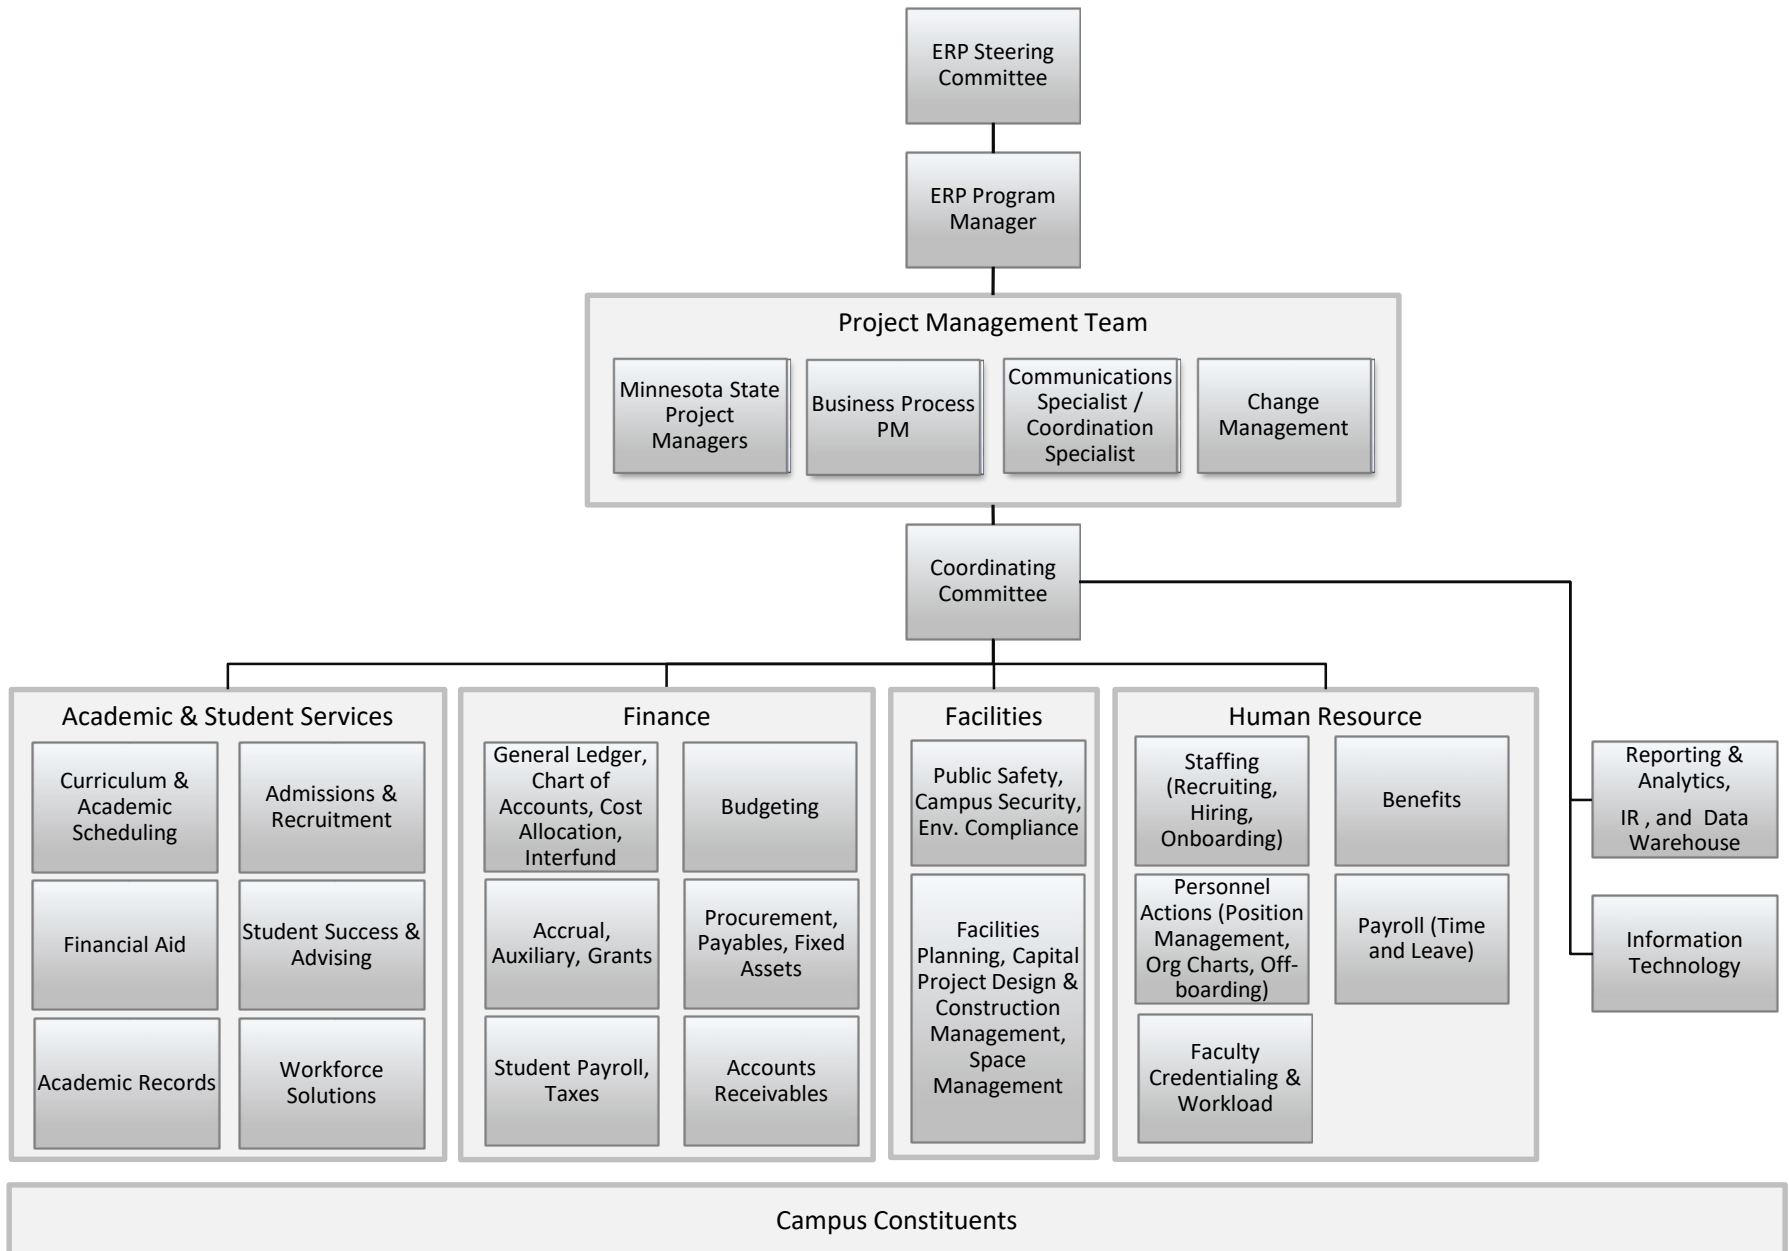 ERP Steering
Committee
ERP Program
Manager
Project Management Team
Minnesota State
Project
Managers
Business Process
PM
Communications
Specialist /
Coordination
Specialist
Change
Management
Coordinating
Committee
Academic & Student Services
Curriculum &
Academic
Scheduling
Admissions &
Recruitment
Financial Aid
Student Success &
Advising
Academic Records
Workforce
Solutions
Finance
General Ledger,
Chart of
Accounts, Cost
Allocation,
Interfund
Budgeting
Accrual,
Auxiliary, Grants
Procurement,
Payables, Fixed
Assets
Student Payroll,
Taxes
Accounts
Receivables
Facilities
Public Safety,
Campus Security,
Env. Compliance
Facilities
Planning, Capital
Project Design &
Construction
Management,
Space
Management
Human Resource
Staffing
(Recruiting,
Hiring,
Onboarding)
Benefits
Personnel
Actions (Position
Management,
Org Charts, Off-
boarding)
Payroll (Time
and Leave)
Faculty
Credentialing &
Workload
Reporting &
Analytics,
IR , and Data
Warehouse
Information
Technology
Campus Constituents